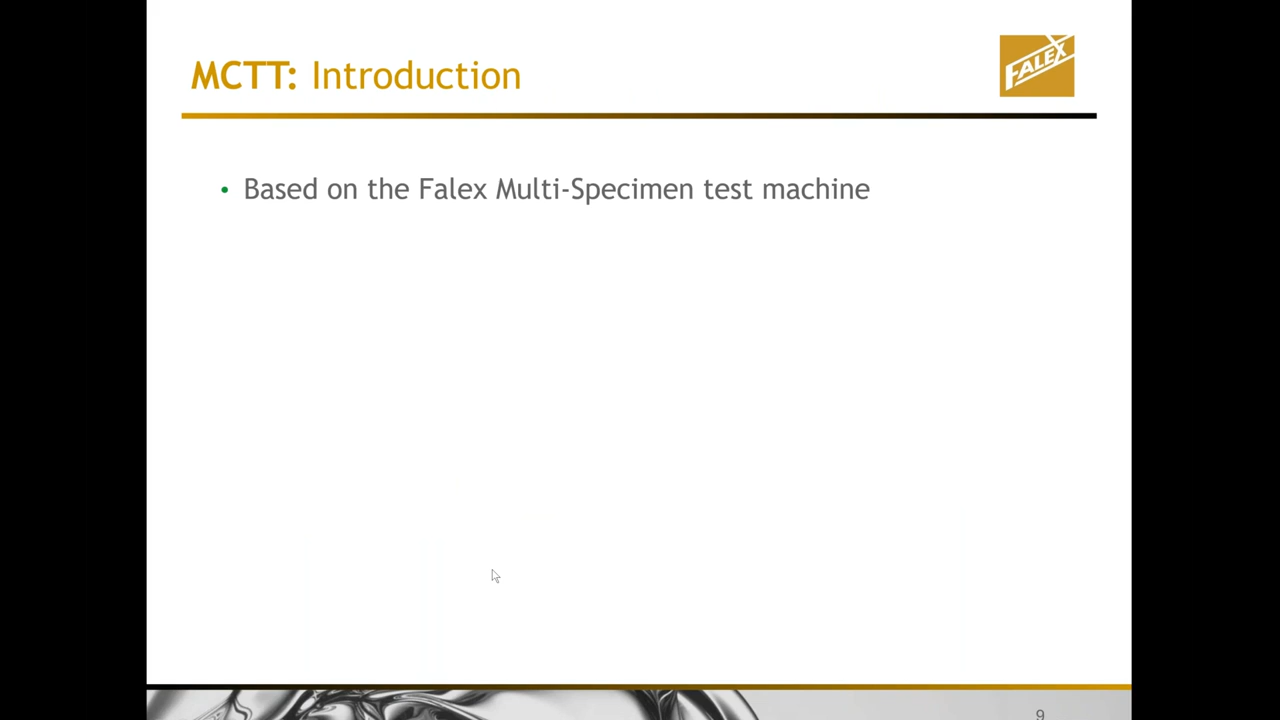 MCTT: Introduction
FALEX
• Based on the Falex Multi-Specimen test machine
9